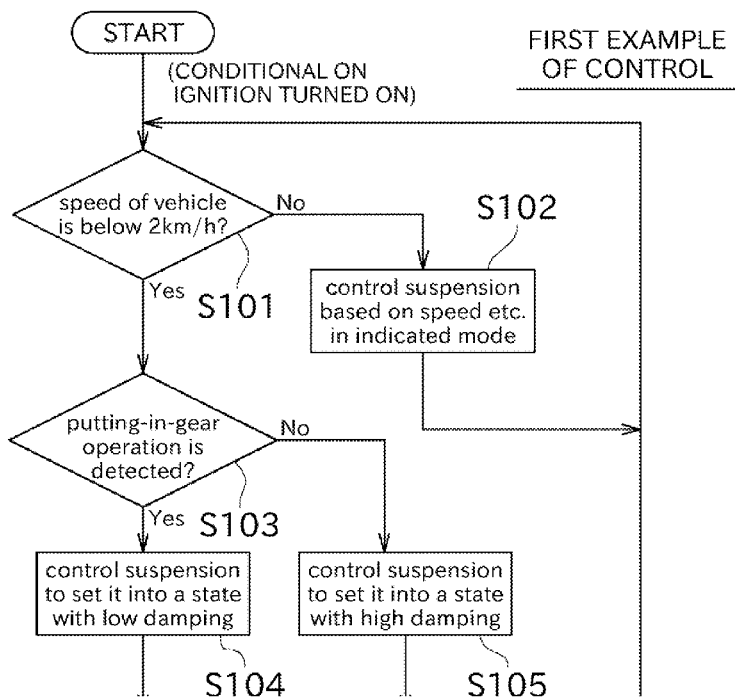 START
FIRST EXAMPLE
OF CONTROL
(CONDITIONAL ON
IGNITION TURNED ON)
speed of vehicle
is below 2km/h?
No
S102
Yes
S101
control suspension
based on speed etc.
in indicated mode
putting-in-gear
operation is
detected?
No
Yes
S103
control suspension
to set it into a state
with low damping
control suspension
to set it into a state
with high damping
S104
S105